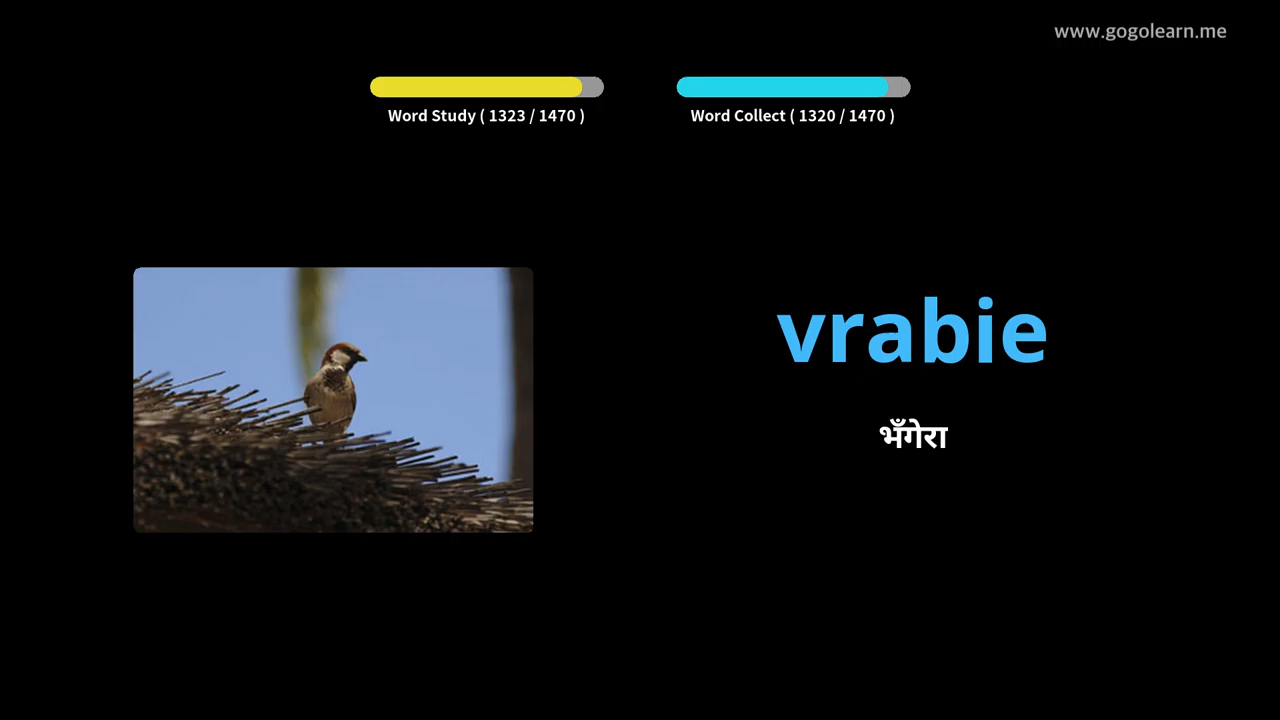 www.gogolearn.me
Word Study ( 1323 / 1470 )
Word Collect ( 1320 / 1470 )
vrabie
भँगेरा